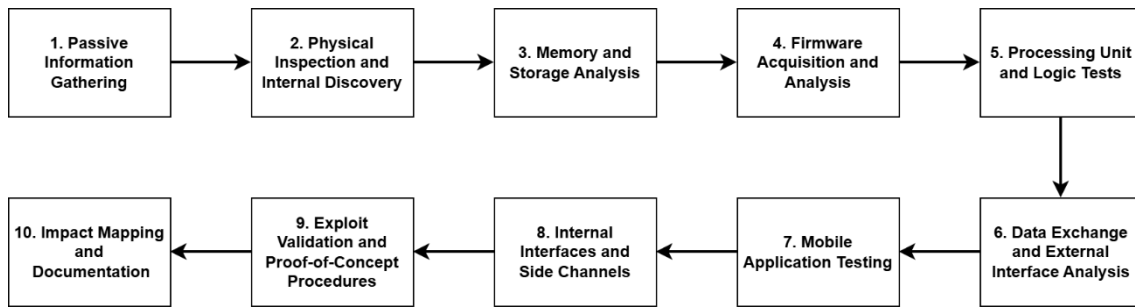 1. Passive
Information
Gathering
2. Physical
Inspection and
Internal Discovery
3. Memory and
Storage Analysis
4. Firmware
Acquisition and
Analysis
5. Processing Unit
and Logic Tests
6. Data Exchange
and External
Interface Analysis
7. Mobile
Application Testing
8. Internal
Interfaces and
Side Channels
9. Exploit
Validation and
Proof-of-Concept
Procedures
10. Impact Mapping
and
Documentation